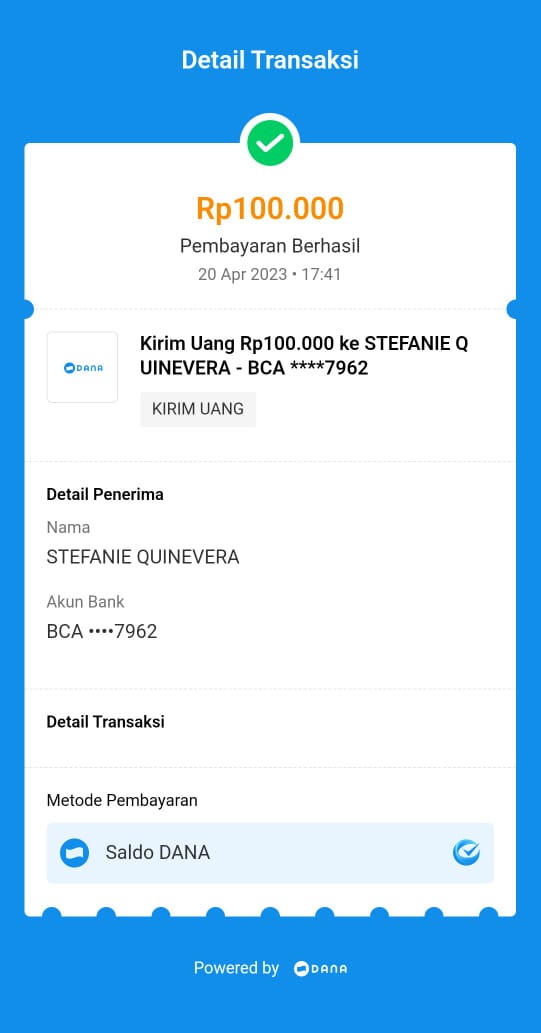 Detail Transaksi
Rp100.000
Pembayaran Berhasil
20 Apr 2023 • 17:41
DANA
Kirim Uang Rp100.000 ke STEFANIE Q
UINEVERA - BCA ****7962
KIRIM UANG
Detail Penerima
Nama
STEFANIE QUINEVERA
Akun Bank
BCA ••••7962
Detail Transaksi
Metode Pembayaran
Saldo DANA
Powered by DANA